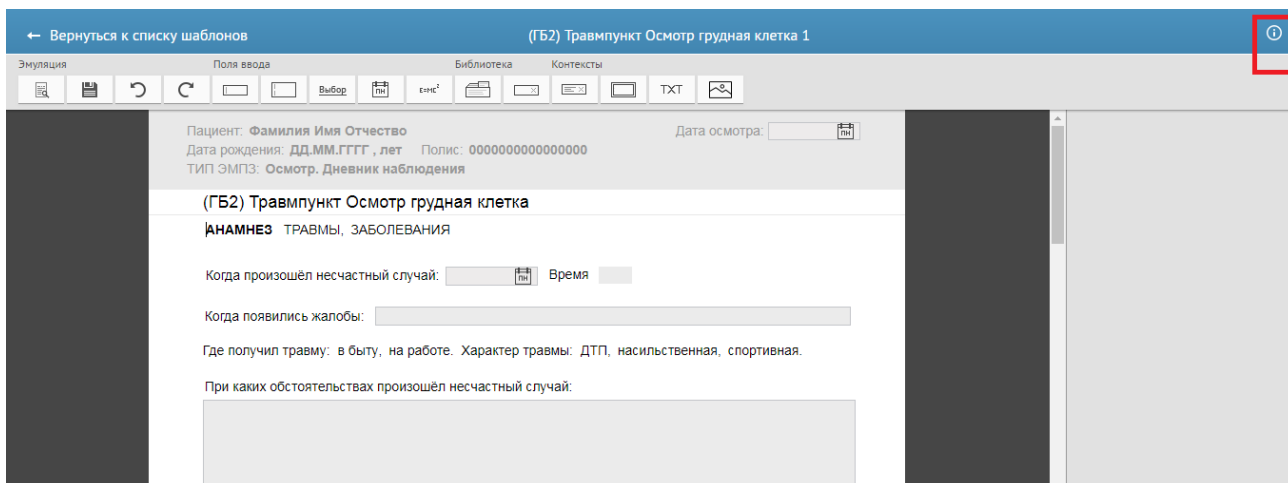 ← Вернуться к списку шаблонов (ГБ2) Травмпункт Осмотр грудная клетка 1
Эмуляция Поля ввода Библиотека Контексты
Выбор ПН E=MC² TXT
Пациент: Фамилия Имя Отчество Дата осмотра: ПН
Дата рождения: ДД.ММ.ГГГГ , лет Полис: 0000000000000000
ТИП ЭМПЗ: Осмотр. Дневник наблюдения
(ГБ2) Травмпункт Осмотр грудная клетка
АНАМНЕЗ ТРАВМЫ, ЗАБОЛЕВАНИЯ
Когда произошёл несчастный случай: ПН Время
Когда появились жалобы:
Где получил травму: в быту, на работе. Характер травмы: ДТП, насильственная, спортивная.
При каких обстоятельствах произошёл несчастный случай: